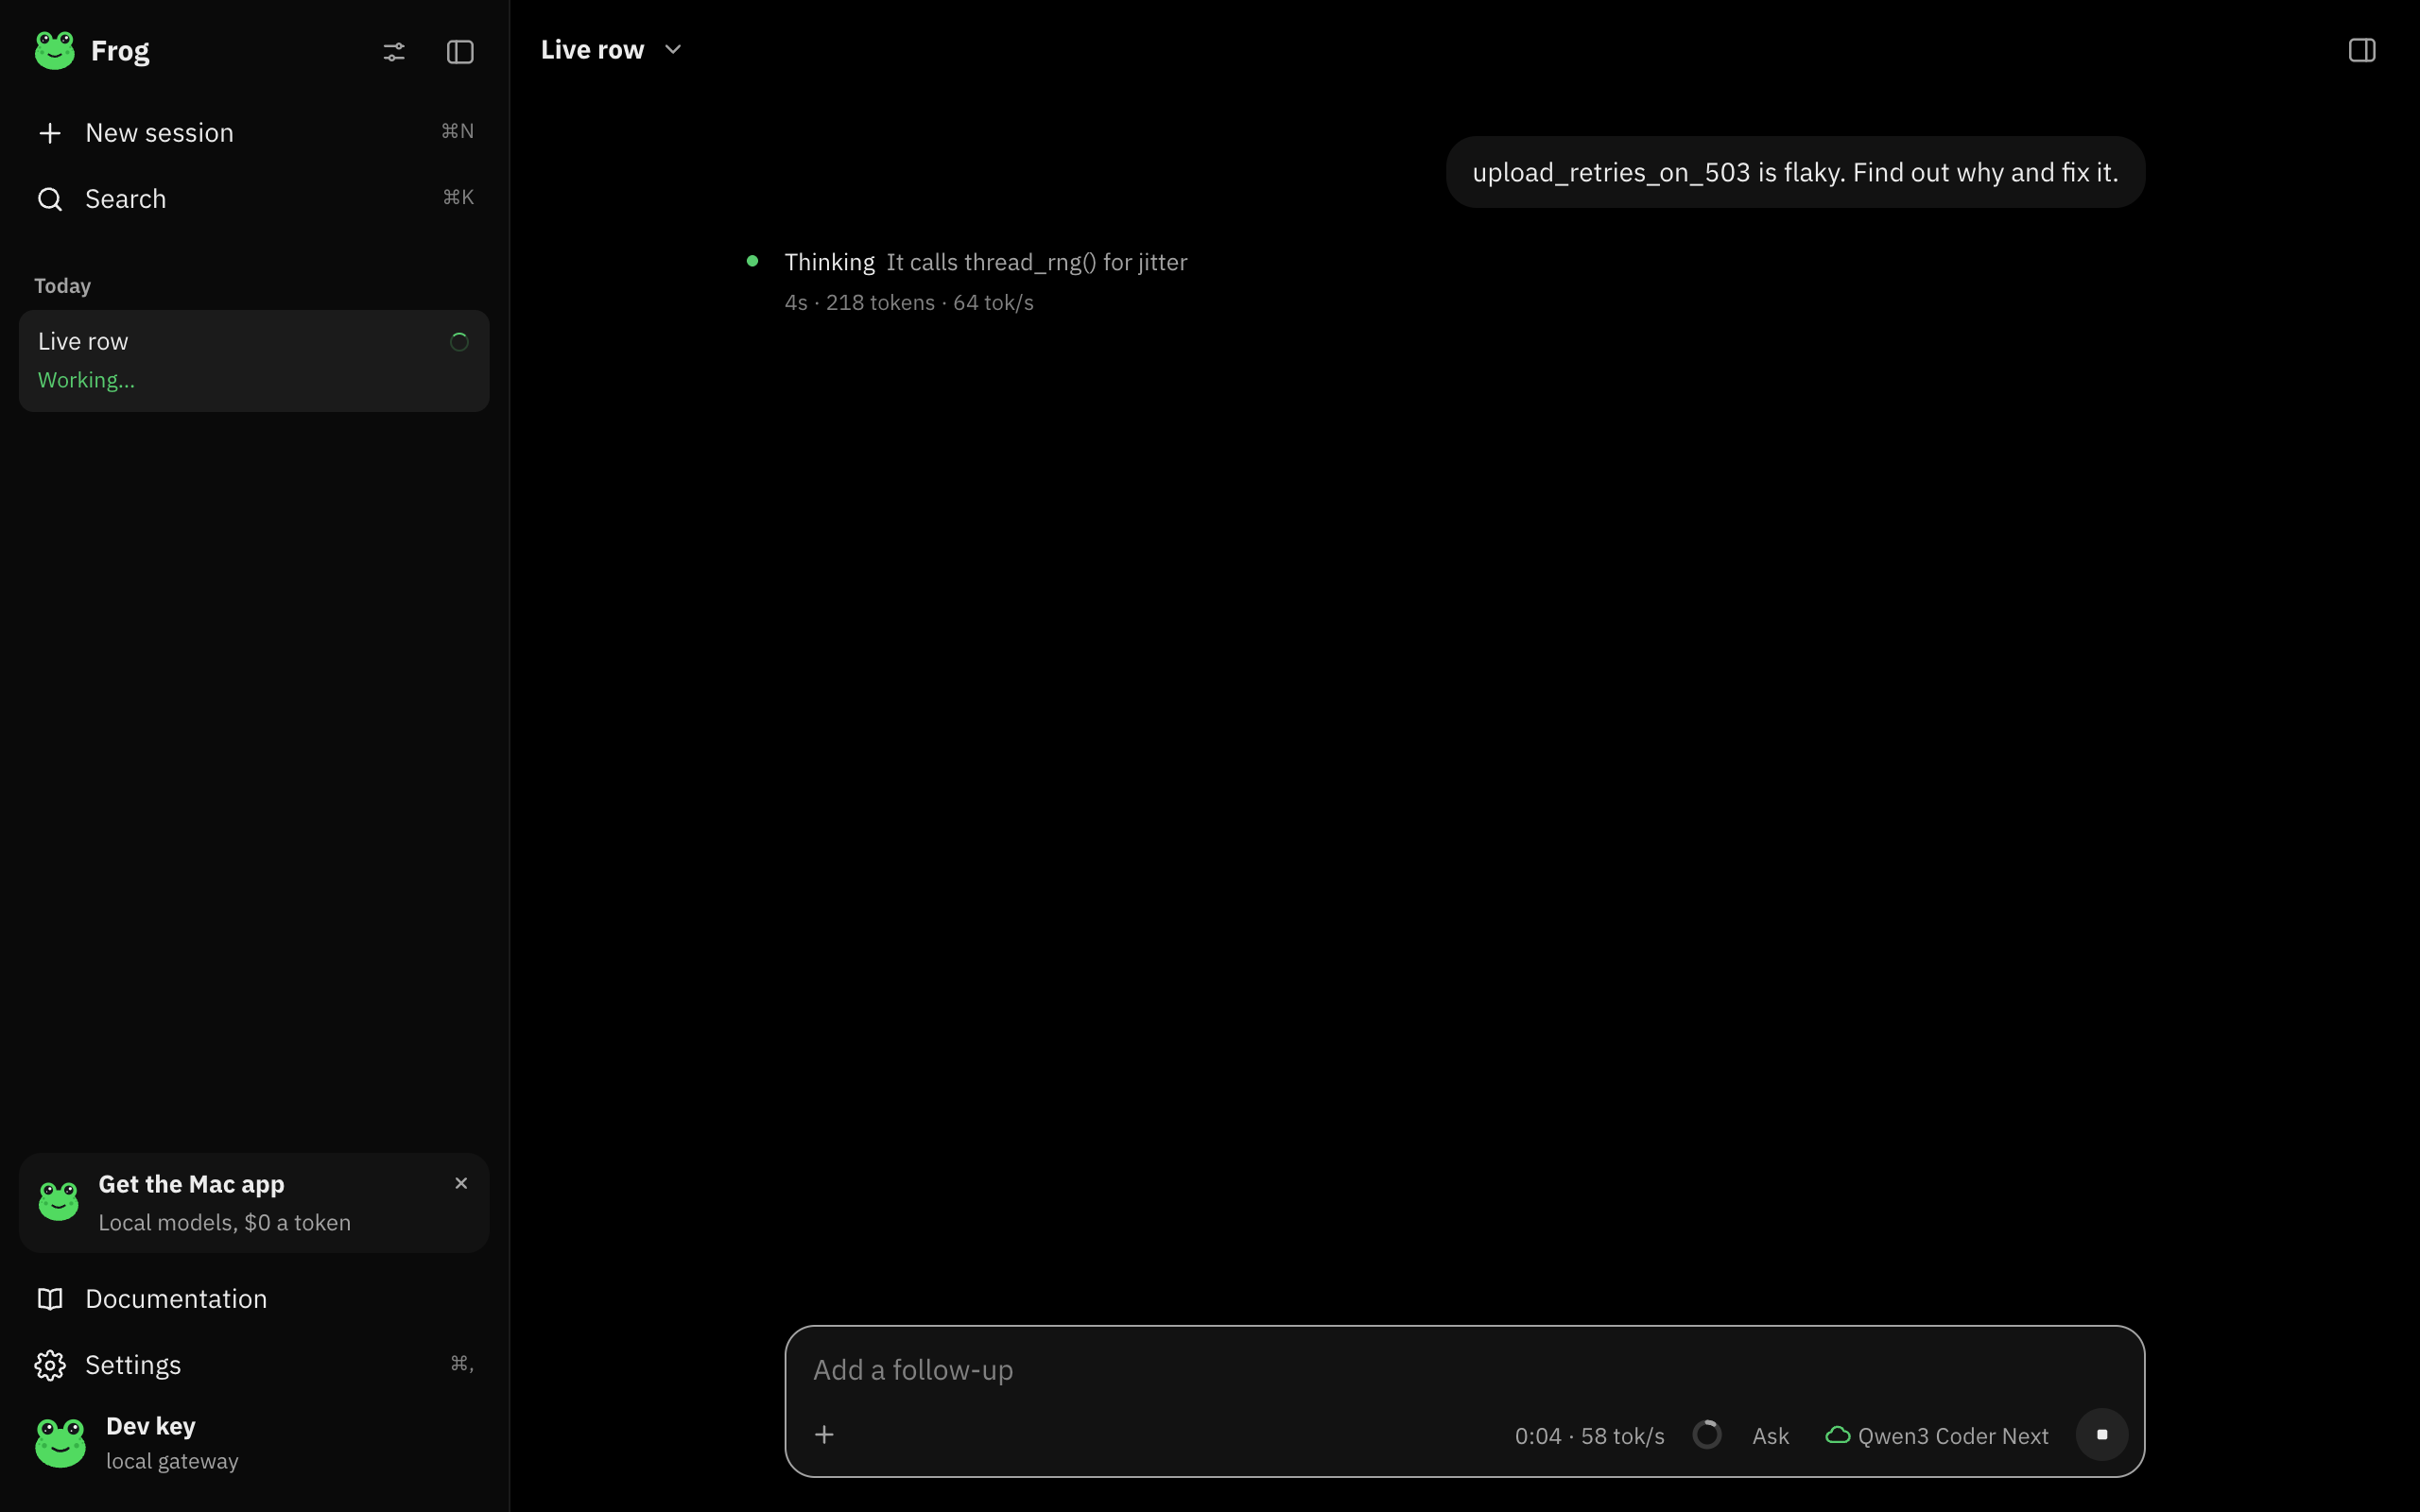 Frog
New session ⌘N
Search ⌘K
Today
Live row
Working...
Get the Mac app
Local models, $0 a token
Documentation
Settings ⌘,
Dev key
local gateway
Live row
upload_retries_on_503 is flaky. Find out why and fix it.
Thinking It calls thread_rng() for jitter
4s · 218 tokens · 64 tok/s
Add a follow-up
0:04 · 58 tok/s Ask Qwen3 Coder Next